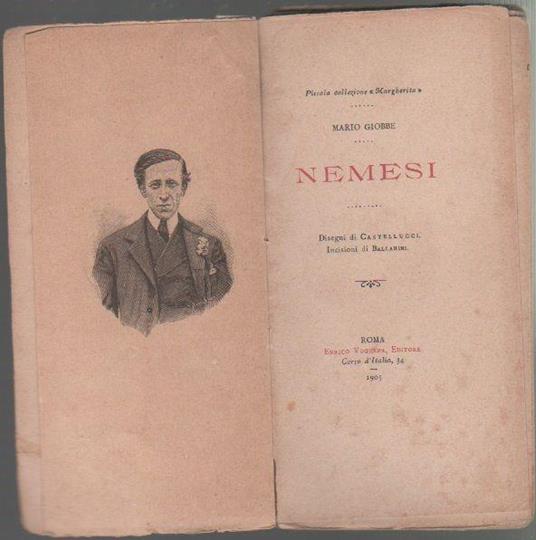 Piccola collezione « Margherita »
MARIO GIOBBE
NEMESI
Disegni di CASTELLUCCI.
Incisioni di BALLARINI.
ROMA
ENRICO VOGHERA, EDITORE
Corso d'Italia, 34
1905